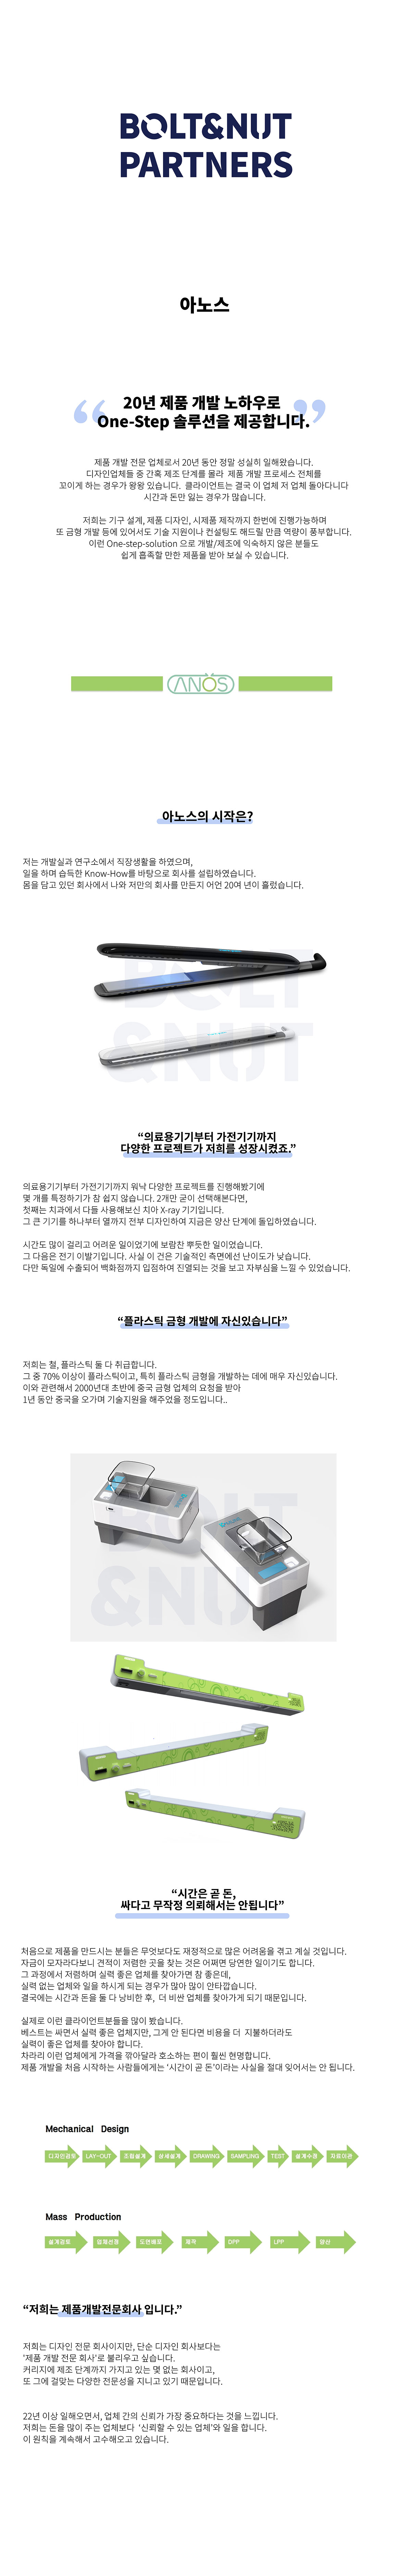 BOLT&NUT
PARTNERS
아노스
“ 20년 제품 개발 노하우로 ”
One-Step 솔루션을 제공합니다.
제품 개발 전문 업체로서 20년 동안 정말 성실히 일해왔습니다.
디자인업체들 중 간혹 제조 단계를 몰라 제품 개발 프로세스 전체를
꼬이게 하는 경우가 왕왕 있습니다. 클라이언트는 결국 이 업체 저 업체 돌아다니다
시간과 돈만 잃는 경우가 많습니다.
저희는 기구 설계, 제품 디자인, 시제품 제작까지 한번에 진행가능하며
또 금형 개발 등에 있어서도 기술 지원이나 컨설팅도 해드릴 만큼 역량이 풍부합니다.
이런 One-step-solution 으로 개발/제조에 익숙하지 않은 분들도
쉽게 흡족할 만한 제품을 받아 보실 수 있습니다.
ANOS
아노스의 시작은?
저는 개발실과 연구소에서 직장생활을 하였으며,
일을 하며 습득한 Know-How를 바탕으로 회사를 설립하였습니다.
몸을 담고 있던 회사에서 나와 저만의 회사를 만든지 어언 20여 년이 흘렀습니다.
BOLT
&NUT
“의료용기기부터 가전기기까지
다양한 프로젝트가 저희를 성장시켰죠.”
의료용기기부터 가전기기까지 워낙 다양한 프로젝트를 진행해봤기에
몇 개를 특정하기가 참 쉽지 않습니다. 2개만 굳이 선택해본다면,
첫째는 치과에서 다들 사용해보신 치아 X-ray 기기입니다.
그 큰 기기를 하나부터 열까지 전부 디자인하여 지금은 양산 단계에 돌입하였습니다.
시간도 많이 걸리고 어려운 일이었기에 보람찬 뿌듯한 일이었습니다.
그 다음은 전기 이발기입니다. 사실 이 건은 기술적인 측면에선 난이도가 낮습니다.
다만 독일에 수출되어 백화점까지 입점하여 진열되는 것을 보고 자부심을 느낄 수 있었습니다.
“플라스틱 금형 개발에 자신있습니다”
저희는 철, 플라스틱 둘 다 취급합니다.
그 중 70% 이상이 플라스틱이고, 특히 플라스틱 금형을 개발하는 데에 매우 자신있습니다.
이와 관련해서 2000년대 초반에 중국 금형 업체의 요청을 받아
1년 동안 중국을 오가며 기술지원을 해주었을 정도입니다..
BOLT
&NUT
“시간은 곧 돈,
싸다고 무작정 의뢰해서는 안됩니다”
처음으로 제품을 만드시는 분들은 무엇보다도 재정적으로 많은 어려움을 겪고 계실 것입니다.
자금이 모자라다보니 견적이 저렴한 곳을 찾는 것은 어쩌면 당연한 일이기도 합니다.
그 과정에서 저렴하며 실력 좋은 업체를 찾아가면 참 좋은데,
실력 없는 업체와 일을 하시게 되는 경우가 많아 많이 안타깝습니다.
결국에는 시간과 돈을 둘 다 낭비한 후, 더 비싼 업체를 찾아가게 되기 때문입니다.
실제로 이런 클라이언트분들을 많이 봤습니다.
베스트는 싸면서 실력 좋은 업체지만, 그게 안 된다면 비용을 더 지불하더라도
실력이 좋은 업체를 찾아야 합니다.
차라리 이런 업체에게 가격을 깎아달라 호소하는 편이 훨씬 현명합니다.
제품 개발을 처음 시작하는 사람들에게는 ‘시간이 곧 돈’이라는 사실을 절대 잊어서는 안 됩니다.
Mechanical Design
디자인검토 LAY-OUT 조립설계 상세설계 DRAWING SAMPLING TEST 설계수정 자료이관
Mass Production
설계검토 업체선정 도면배포 제작 DPP LPP 양산
“저희는 제품개발전문회사 입니다.”
저희는 디자인 전문 회사이지만, 단순 디자인 회사보다는
'제품 개발 전문 회사'로 불리우고 싶습니다.
커리지에 제조 단계까지 가지고 있는 몇 없는 회사이고,
또 그에 걸맞는 다양한 전문성을 지니고 있기 때문입니다.
22년 이상 일해오면서, 업체 간의 신뢰가 가장 중요하다는 것을 느낍니다.
저희는 돈을 많이 주는 업체보다 ‘신뢰할 수 있는 업체’와 일을 합니다.
이 원칙을 계속해서 고수해오고 있습니다.